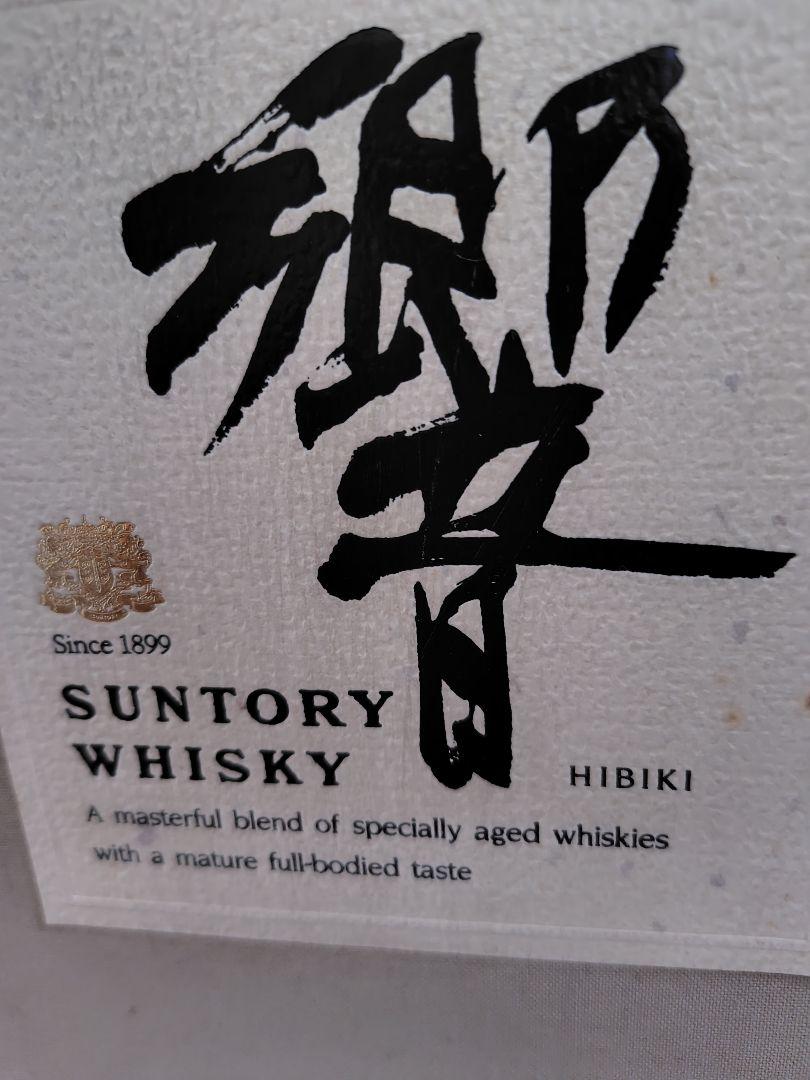 響
Since 1899
SUNTORY
WHISKY
HIBIKI
A masterful blend of specially aged whiskies
with a mature full-bodied taste